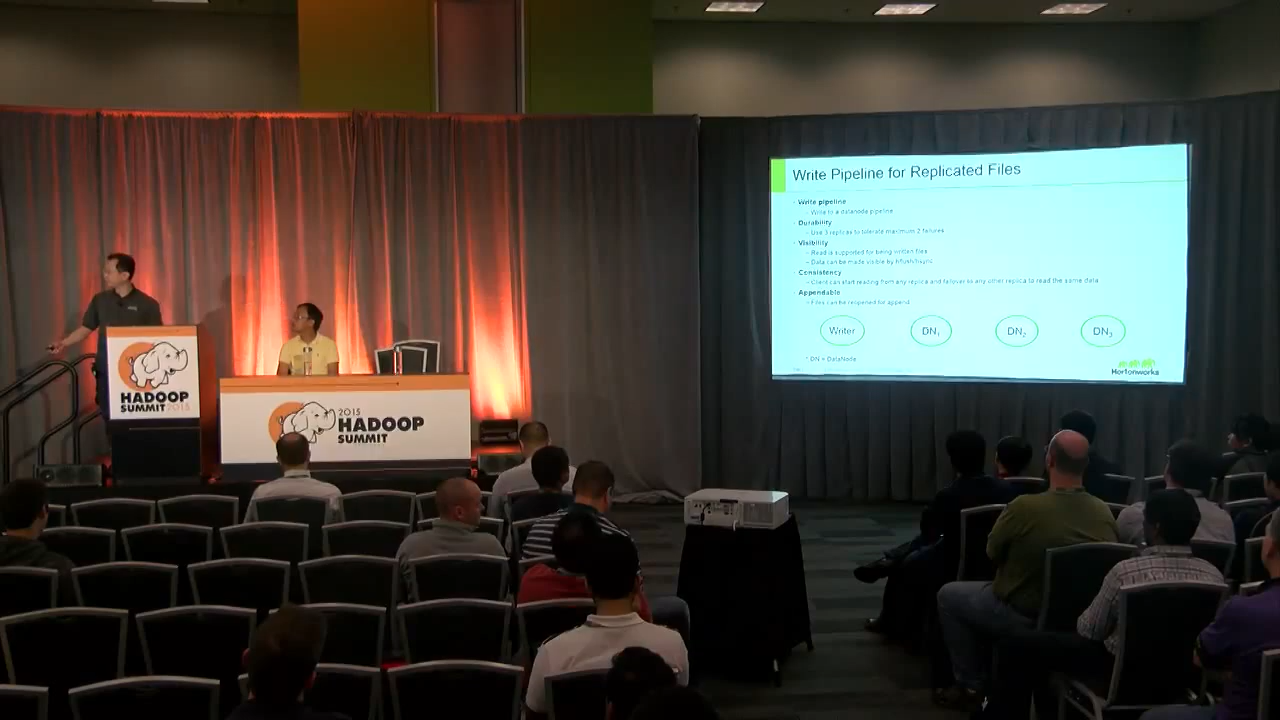 Write Pipeline for Replicated Files
- Write pipeline
– Write to a datanode pipeline
- Durability
– Use 3 replicas to tolerate maximum 2 failures
- Visibility
– Read is supported for being written files
– Data can be made visible by hflush/hsync
- Consistency
– Client can start reading from any replica and failover to any other replica to read the same data
- Appendable
– Files can be reopened for append
Writer
DN1
DN2
DN3
* DN = DataNode
Hortonworks
HADOOP
SUMMIT 2015
2015
HADOOP
SUMMIT